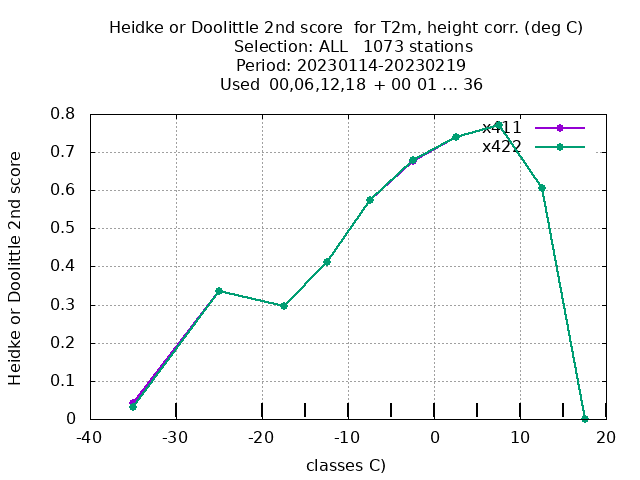 Heidke or Doolittle 2nd score  for T2m, height corr. (deg C)
Selection: ALL   1073 stations
Period: 20230114-20230219
Used 00,06,12,18 + 00 01 ... 36
Heidke or Doolittle 2nd score
0.8
0.7
0.6
0.5
0.4
0.3
0.2
0.1
0
x411
x422
-40 -30 -20 -10 0 10 20
classes C)